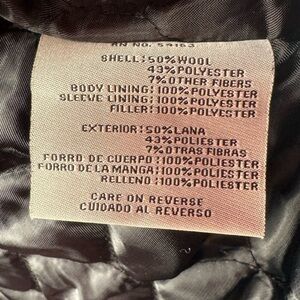 RN NO. 54163
SHELL: 50% WOOL
43% POLYESTER
7% OTHER FIBERS
BODY LINING: 100% POLYESTER
SLEEVE LINING: 100% POLYESTER
FILLER: 100% POLYESTER
EXTERIOR: 50% LANA
43% POLIESTER
7% OTRAS FIBRAS
FORRO DE CUERPO: 100% POLIESTER
FORRO DE LA MANGA: 100% POLIESTER
RELLENO: 100% POLIESTER
CARE ON REVERSE
CUIDADO AL REVERSO